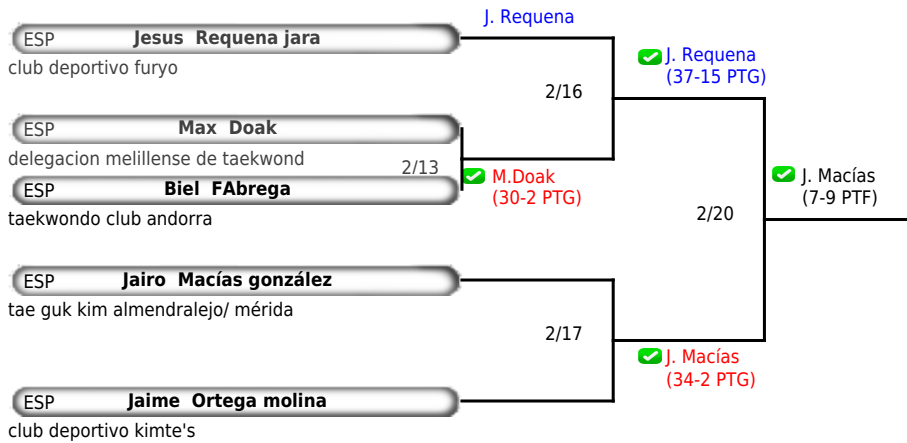 J. Requena
ESP Jesus Requena jara
club deportivo furyo
J. Requena
(37-15 PTG)
2/16
ESP Max Doak
delegacion melillense de taekwond
2/13
M.Doak
(30-2 PTG)
ESP Biel FAbrega
taekwondo club andorra
J. Macías
(7-9 PTF)
2/20
ESP Jairo Macías gonzález
tae guk kim almendralejo/ mérida
2/17
J. Macías
(34-2 PTG)
ESP Jaime Ortega molina
club deportivo kimte's